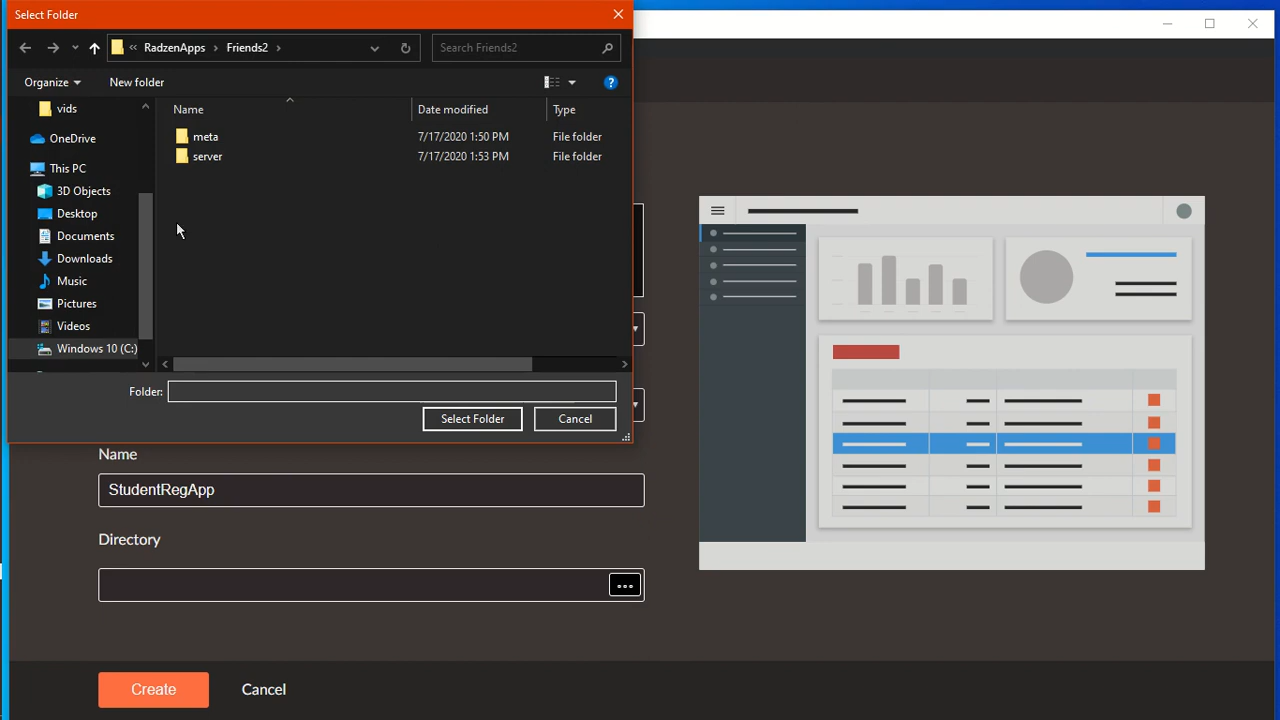 Select Folder
« RadzenApps › Friends2 ›
Search Friends2
Organize
New folder
?
Name
Date modified
Type
vids
OneDrive
This PC
3D Objects
Desktop
Documents
Downloads
Music
Pictures
Videos
Windows 10 (C:)
meta
7/17/2020 1:50 PM
File folder
server
7/17/2020 1:53 PM
File folder
Folder:
Select Folder
Cancel
Name
StudentRegApp
Directory
...
Create
Cancel